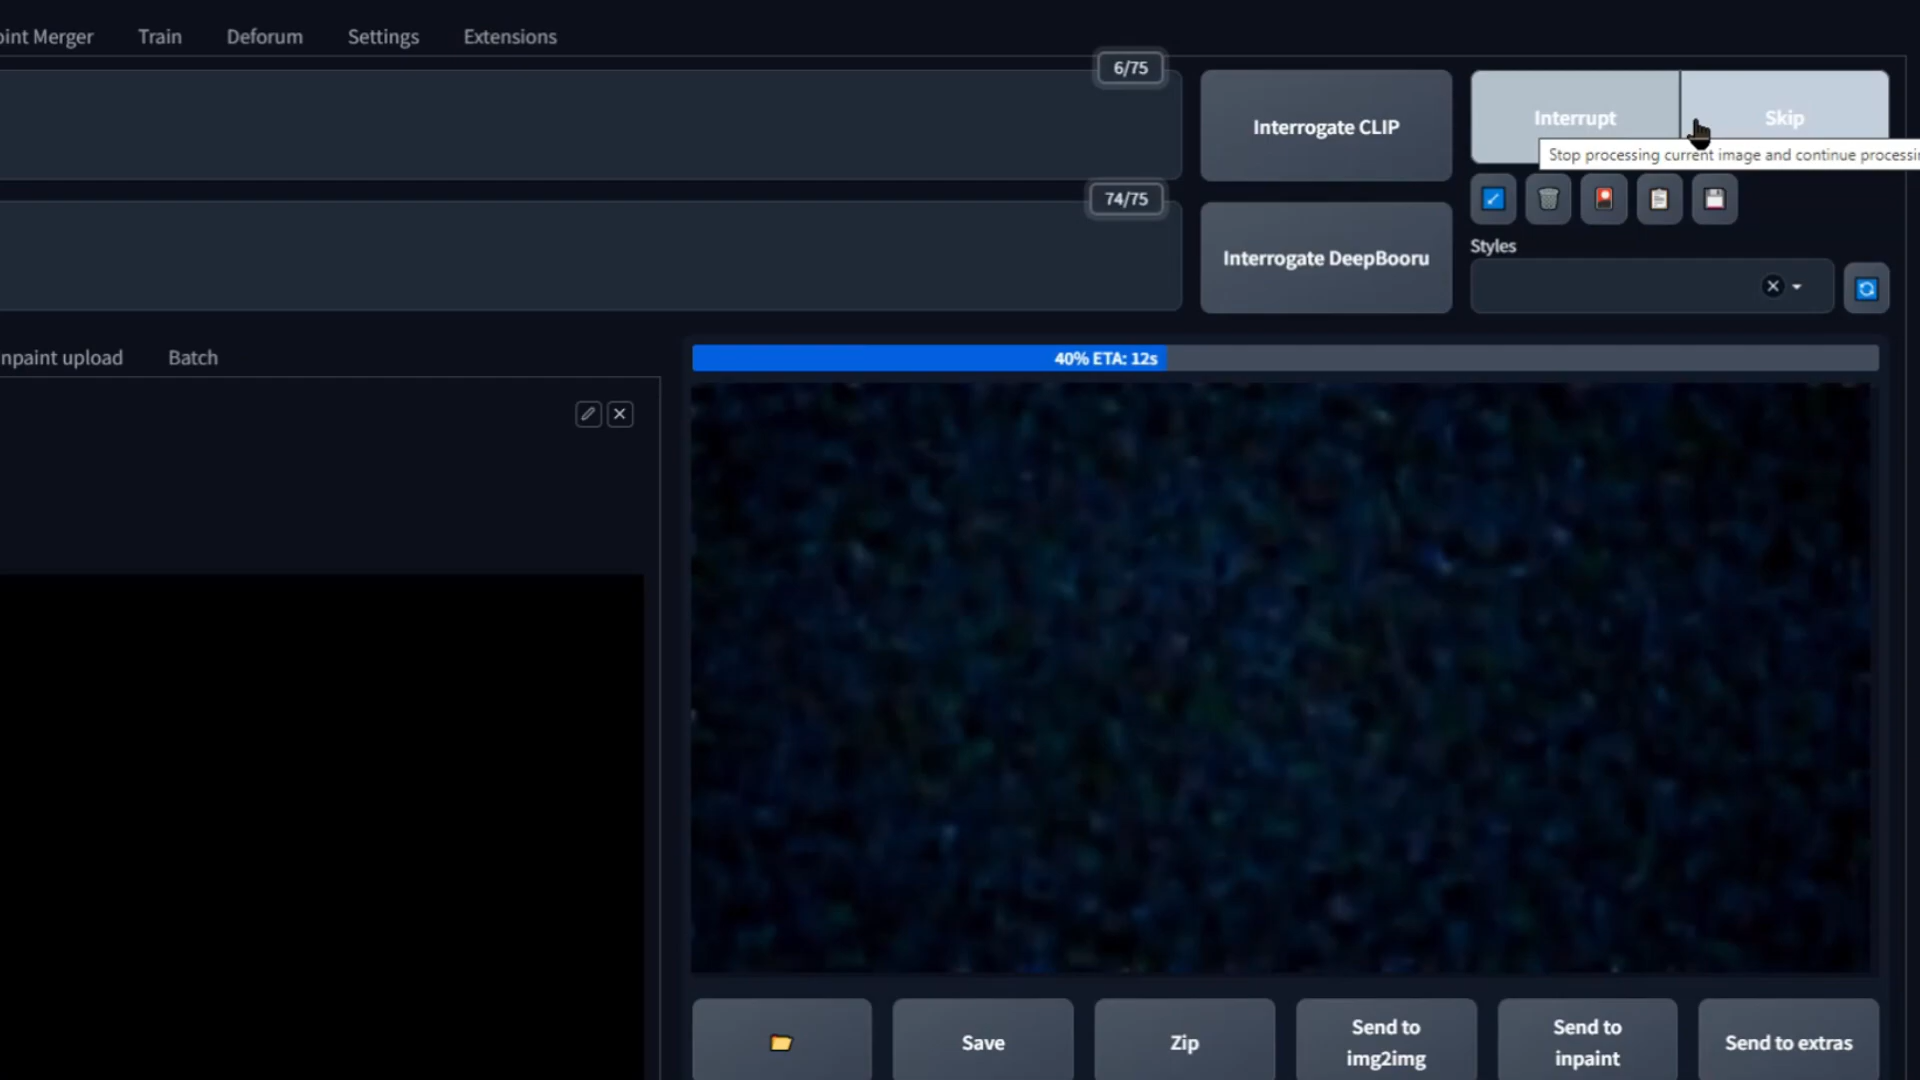 oint Merger
Train
Deforum
Settings
Extensions
6/75
Interrogate CLIP
Interrupt
Skip
Stop processing current image and continue processi
74/75
Interrogate DeepBooru
Styles
npaint upload
Batch
40% ETA: 12s
Save
Zip
Send to
img2img
Send to
inpaint
Send to extras